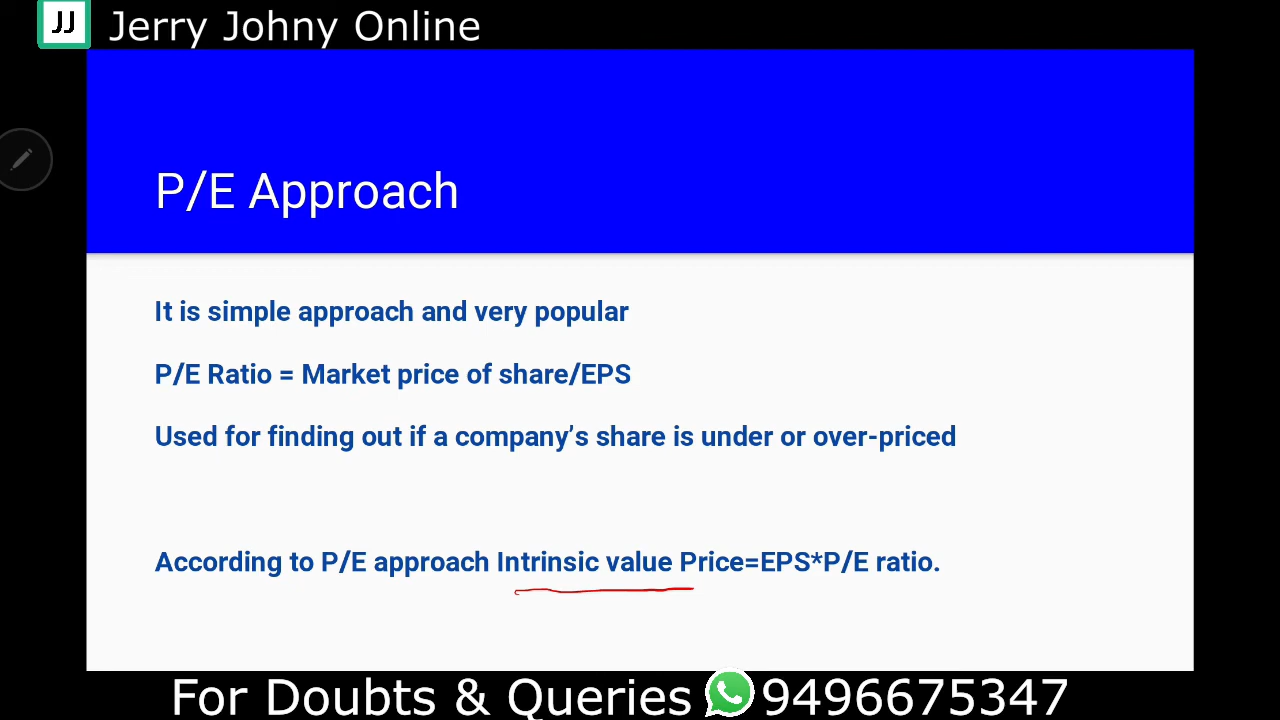 JJ Jerry Johny Online
P/E Approach
It is simple approach and very popular
P/E Ratio = Market price of share/EPS
Used for finding out if a company’s share is under or over-priced
According to P/E approach Intrinsic value Price=EPS*P/E ratio.
For Doubts & Queries 9496675347